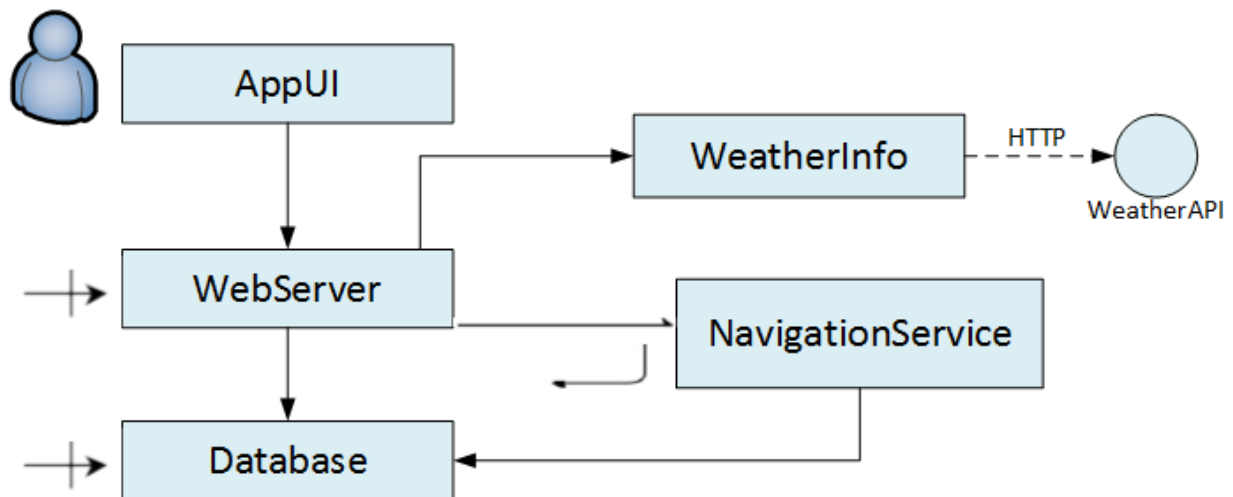 AppUI
WeatherInfo
HTTP
WeatherAPI
WebServer
NavigationService
Database